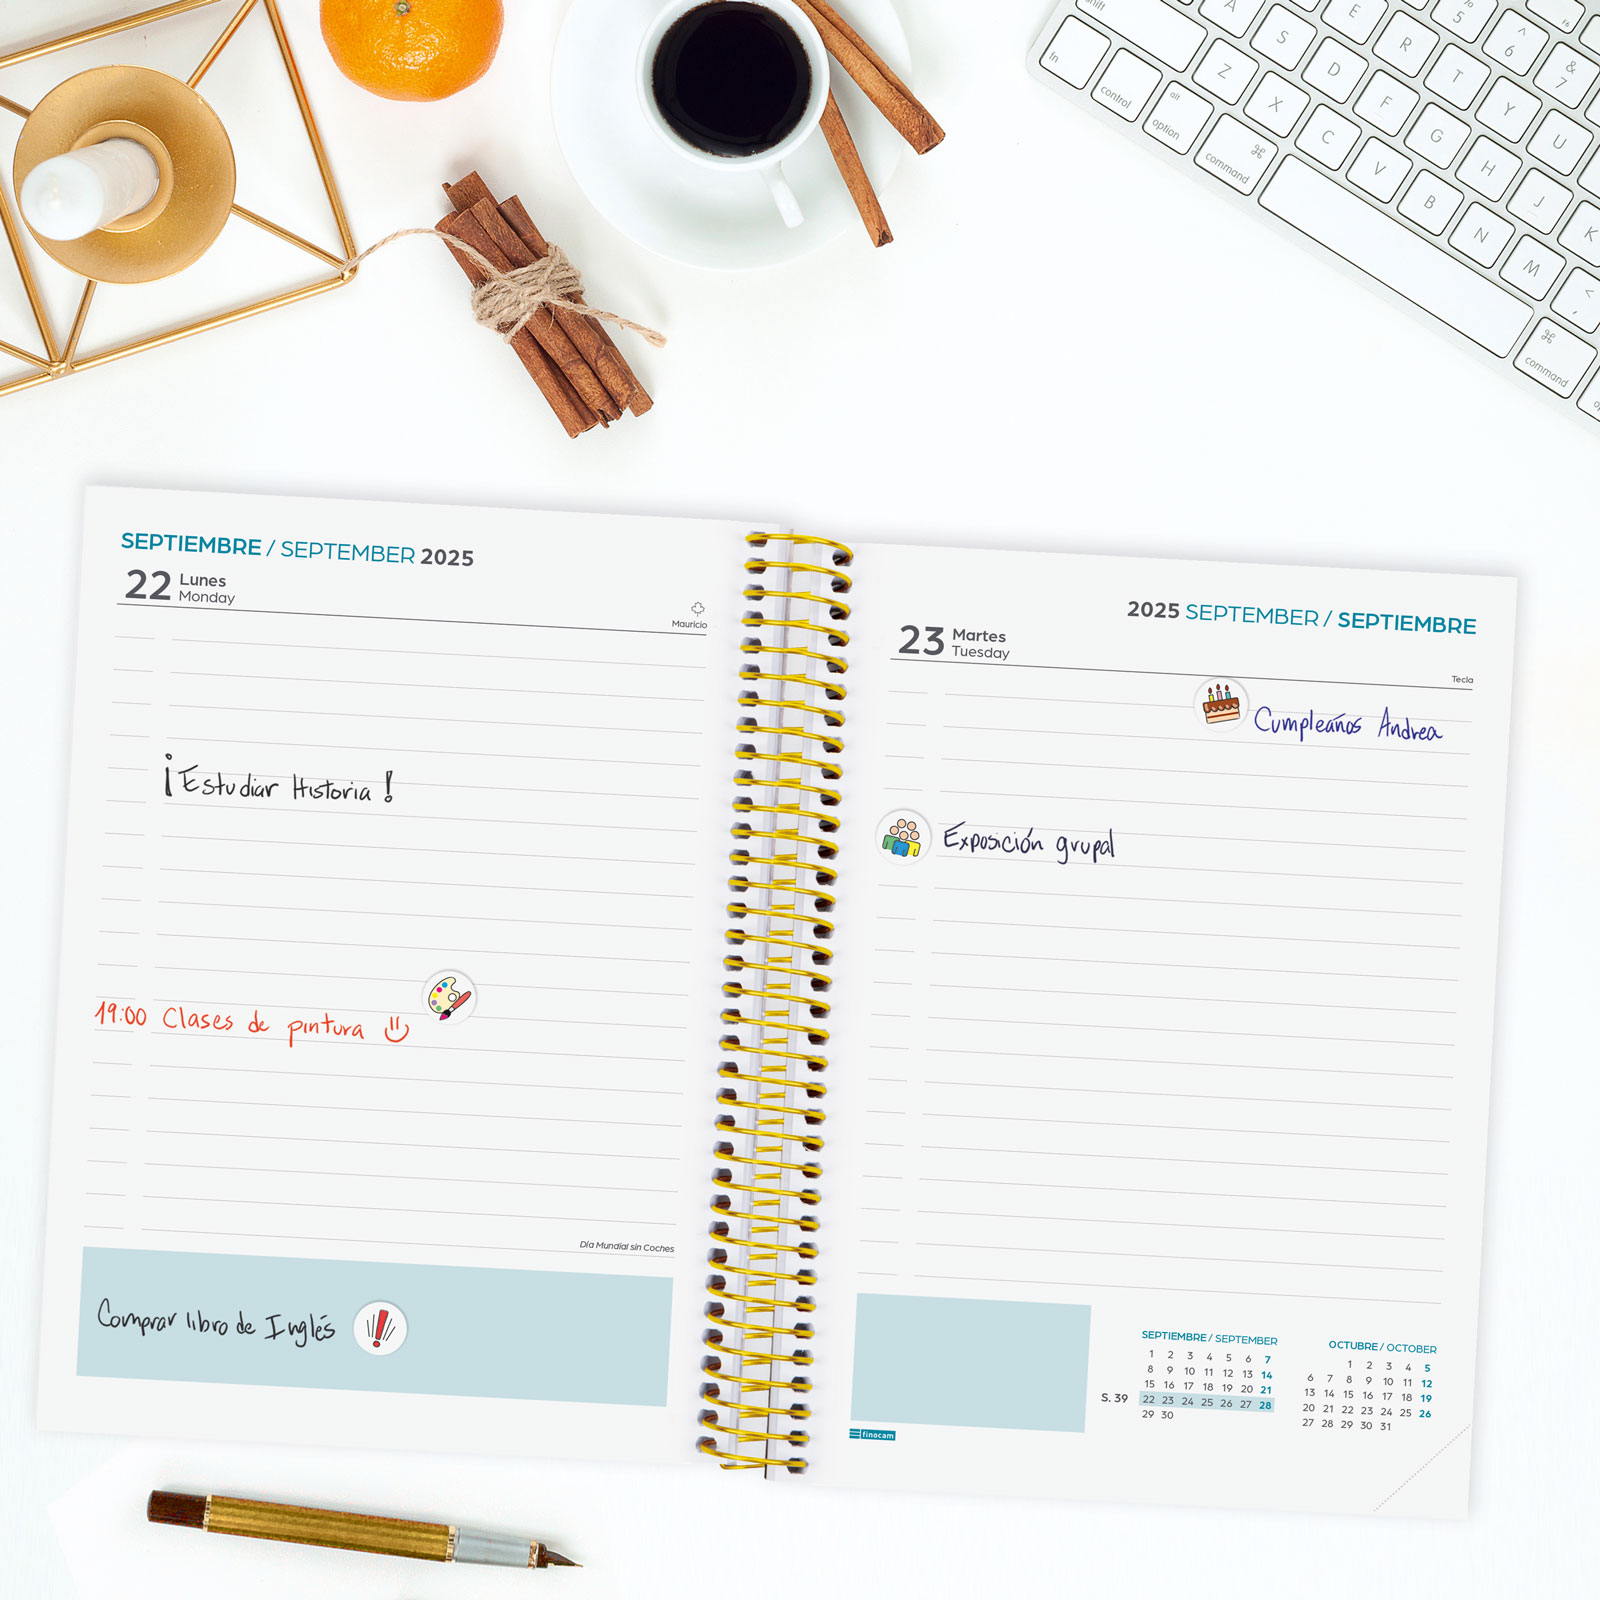 shift
A
E
%
5
^
6
&
7
S
R
fn
Z
D
T
control
alt
option
X
F
Y
command
C
G
U
V
H
B
J
N
K
M
<
,
command
SEPTIEMBRE / SEPTEMBER 2025
22 Lunes
Monday
Mauricio
¡Estudiar Historia!
19:00 Clases de pintura
Día Mundial sin Coches
Comprar libro de Inglés
2025 SEPTEMBER / SEPTIEMBRE
23 Martes
Tuesday
Tecla
Cumpleaños Andrea
Exposición grupal
finocam
SEPTIEMBRE / SEPTEMBER
1 2 3 4 5 6 7
8 9 10 11 12 13 14
15 16 17 18 19 20 21
S. 39 22 23 24 25 26 27 28
29 30
OCTUBRE / OCTOBER
1 2 3 4 5
6 7 8 9 10 11 12
13 14 15 16 17 18 19
20 21 22 23 24 25 26
27 28 29 30 31